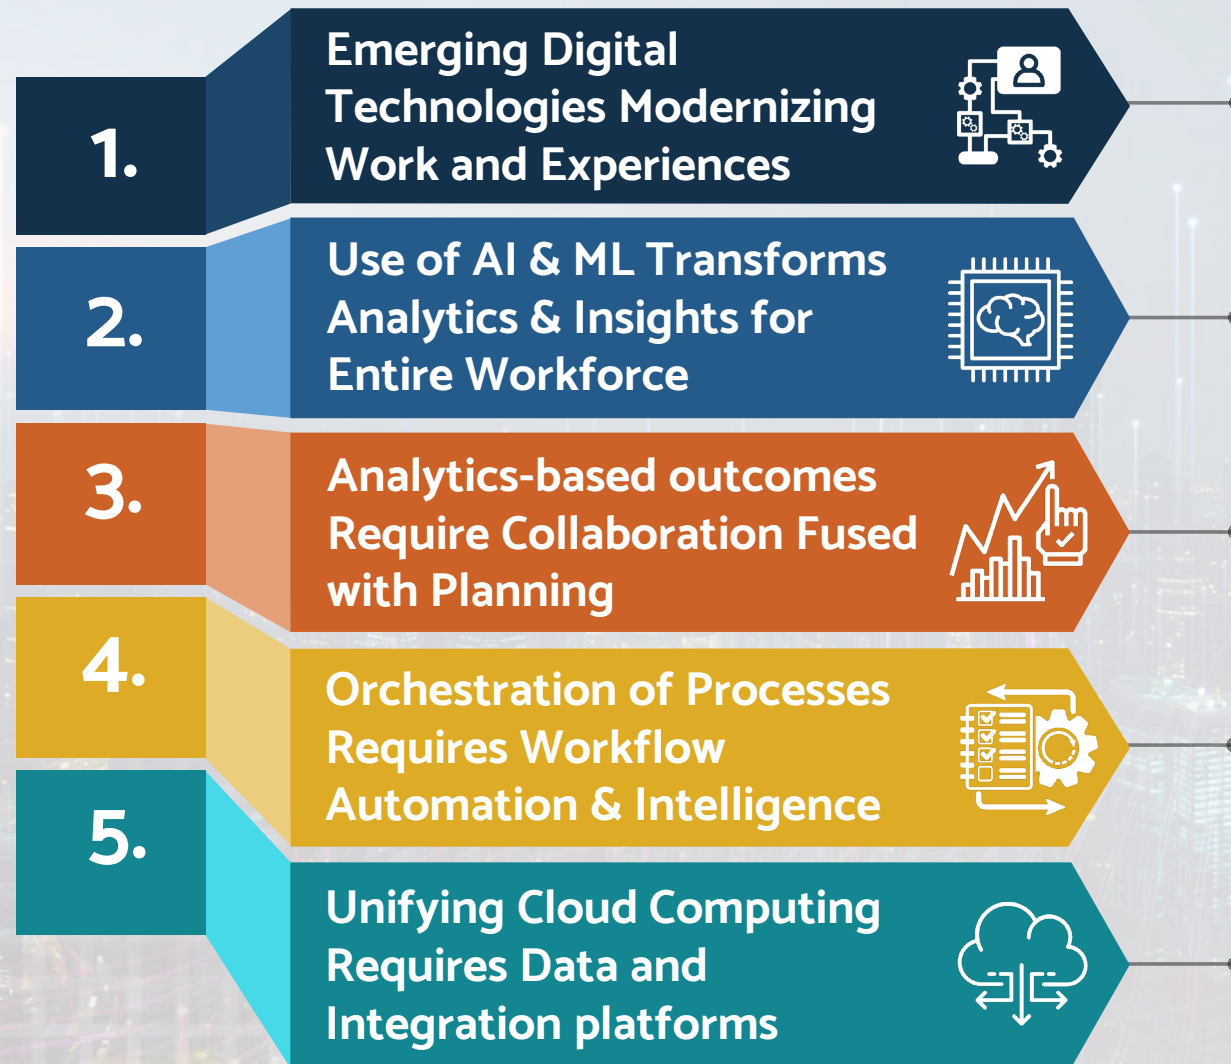 1.
Emerging Digital
Technologies Modernizing
Work and Experiences
2.
Use of AI & ML Transforms
Analytics & Insights for
Entire Workforce
3.
Analytics-based outcomes
Require Collaboration Fused
with Planning
4.
Orchestration of Processes
Requires Workflow
Automation & Intelligence
5.
Unifying Cloud Computing
Requires Data and
Integration platforms